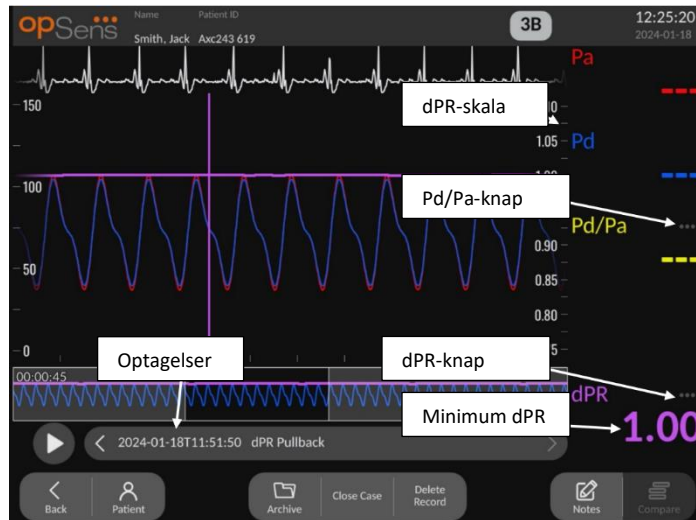 opSens
Name Patient ID
Smith, Jack Axc243 619
3B
12:25:20
2024-01-18
Pa
150
dPR-skala
1.05
Pd
100
Pd/Pa-knap
Pd/Pa
0.90
50
0.85
0.80
0
Optagelser
dPR-knap
00:00:45
dPR
Minimum dPR
1.00
2024-01-18T11:51:50 dPR Pullback
Back
Patient
Archive
Close Case
Delete
Record
Notes
Compare